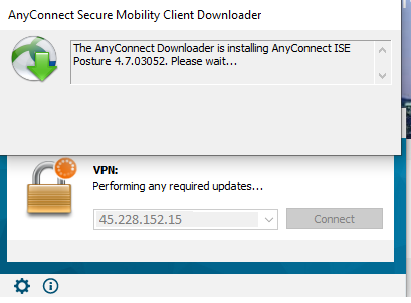 AnyConnect Secure Mobility Client Downloader
The AnyConnect Downloader is installing AnyConnect ISE
Posture 4.7.03052. Please wait...
VPN:
Performing any required updates...
45.228.152.15
Connect